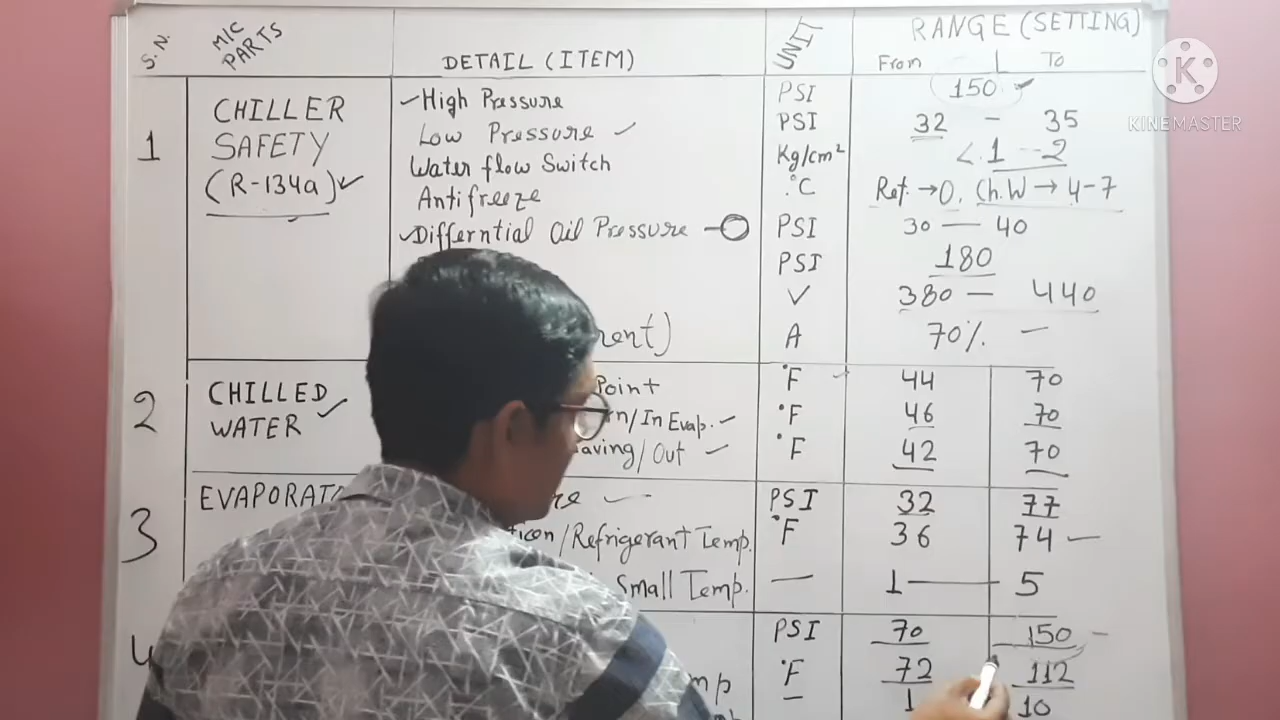 RANGE (SETTING)
S.N. M/C PARTS DETAIL (ITEM) UNIT From To
KINEMASTER
1 CHILLER SAFETY (R-134a)
High Pressure PSI 150
Low Pressure PSI 32 - 35
Water flow Switch Kg/cm² <.1 - 2
Antifreeze °C Ref. → 0, Ch.W → 4-7
Differntial Oil Pressure PSI 30 — 40
PSI 180
V 380 — 440
A 70% —
2 CHILLED WATER
Point °F 44 70
/In Evap. °F 46 70
/Out °F 42 70
3
PSI 32 77
/Refrigerant Temp. °F 36 74
Small Temp. — 1 — 5
4
PSI 70 150
°F 72 112
1 10